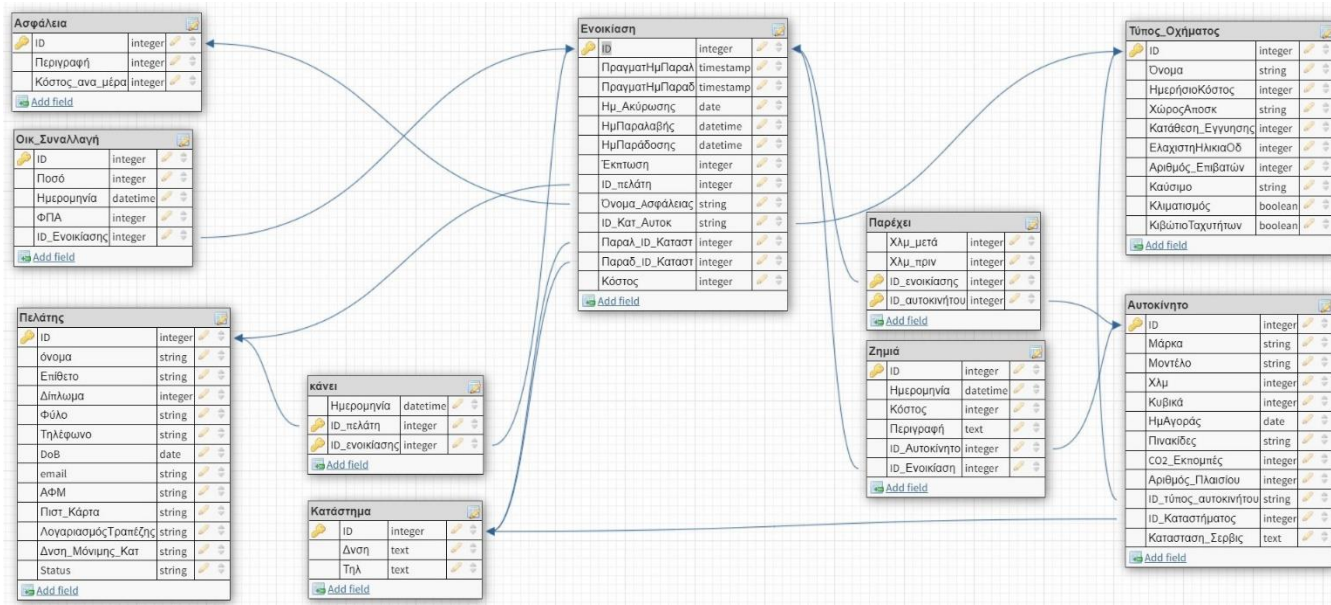 Ασφάλεια
ID integer
Περιγραφή integer
Κόστος_ανα_μέρα integer
Add field
Οικ_Συναλλαγή
ID integer
Ποσό integer
Ημερομηνία datetime
ΦΠΑ integer
ID_Ενοικίασης integer
Add field
Πελάτης
ID integer
όνομα string
Επίθετο string
Δίπλωμα integer
Φύλο string
Τηλέφωνο string
DoB date
email string
ΑΦΜ string
Πιστ_Κάρτα string
ΛογαριασμόςΤραπέζης string
Δνση_Μόνιμης_Κατ string
Status string
Add field
κάνει
Ημερομηνία datetime
ID_πελάτη integer
ID_ενοικίασης integer
Add field
Κατάστημα
ID integer
Δνση text
Τηλ text
Add field
Ενοικίαση
ID integer
ΠραγματΗμΠαραλ timestamp
ΠραγματΗμΠαραδ timestamp
Ημ_Ακύρωσης date
ΗμΠαραλαβής datetime
ΗμΠαράδοσης datetime
Έκπτωση integer
ID_πελάτη integer
Όνομα_Ασφάλειας string
ID_Κατ_Αυτοκ string
Παραλ_ID_Καταστ integer
Παραδ_ID_Καταστ integer
Κόστος integer
Add field
Παρέχει
Χλμ_μετά integer
Χλμ_πριν integer
ID_ενοικίασης integer
ID_αυτοκινήτου integer
Add field
Ζημιά
ID integer
Ημερομηνία datetime
Κόστος integer
Περιγραφή text
ID_Αυτοκίνητο integer
ID_Ενοικίαση integer
Add field
Τύπος_Οχήματος
ID integer
Όνομα string
ΗμερήσιοΚόστος integer
ΧώροςΑποσκ string
Κατάθεση_Εγγυησης integer
ΕλαχιστηΗλικιαΟδ integer
Αριθμός_Επιβατών integer
Καύσιμο string
Κλιματισμός boolean
ΚιβώτιοΤαχυτήτων boolean
Add field
Αυτοκίνητο
ID integer
Μάρκα string
Μοντέλο string
Χλμ integer
Κυβικά integer
ΗμΑγοράς date
Πινακίδες string
CO2_Εκπομπές integer
Αριθμός_Πλαισίου integer
ID_τύπος_αυτοκινήτου string
ID_Καταστήματος integer
Κατασταση_Σερβις text
Add field